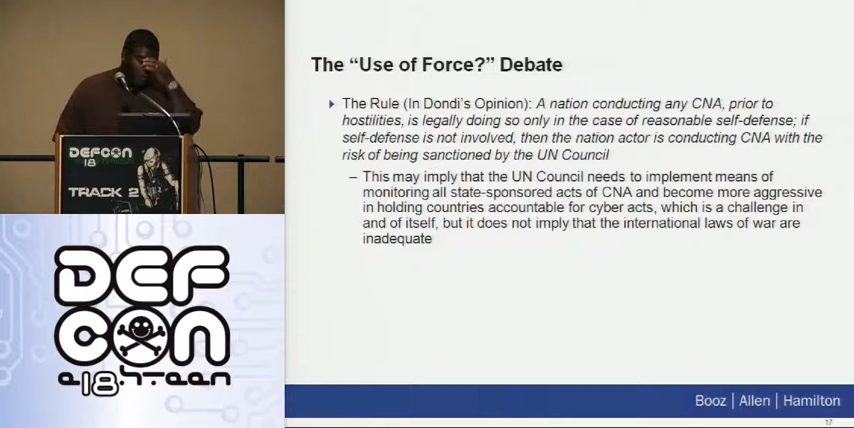 DEFCON
18
TRACK 2
DEF
CON
e18hteen
The “Use of Force?” Debate
The Rule (In Dondi’s Opinion): A nation conducting any CNA, prior to
hostilities, is legally doing so only in the case of reasonable self-defense; if
self-defense is not involved, then the nation actor is conducting CNA with the
risk of being sanctioned by the UN Council
– This may imply that the UN Council needs to implement means of
monitoring all state-sponsored acts of CNA and become more aggressive
in holding countries accountable for cyber acts, which is a challenge in
and of itself, but it does not imply that the international laws of war are
inadequate
Booz | Allen | Hamilton
17